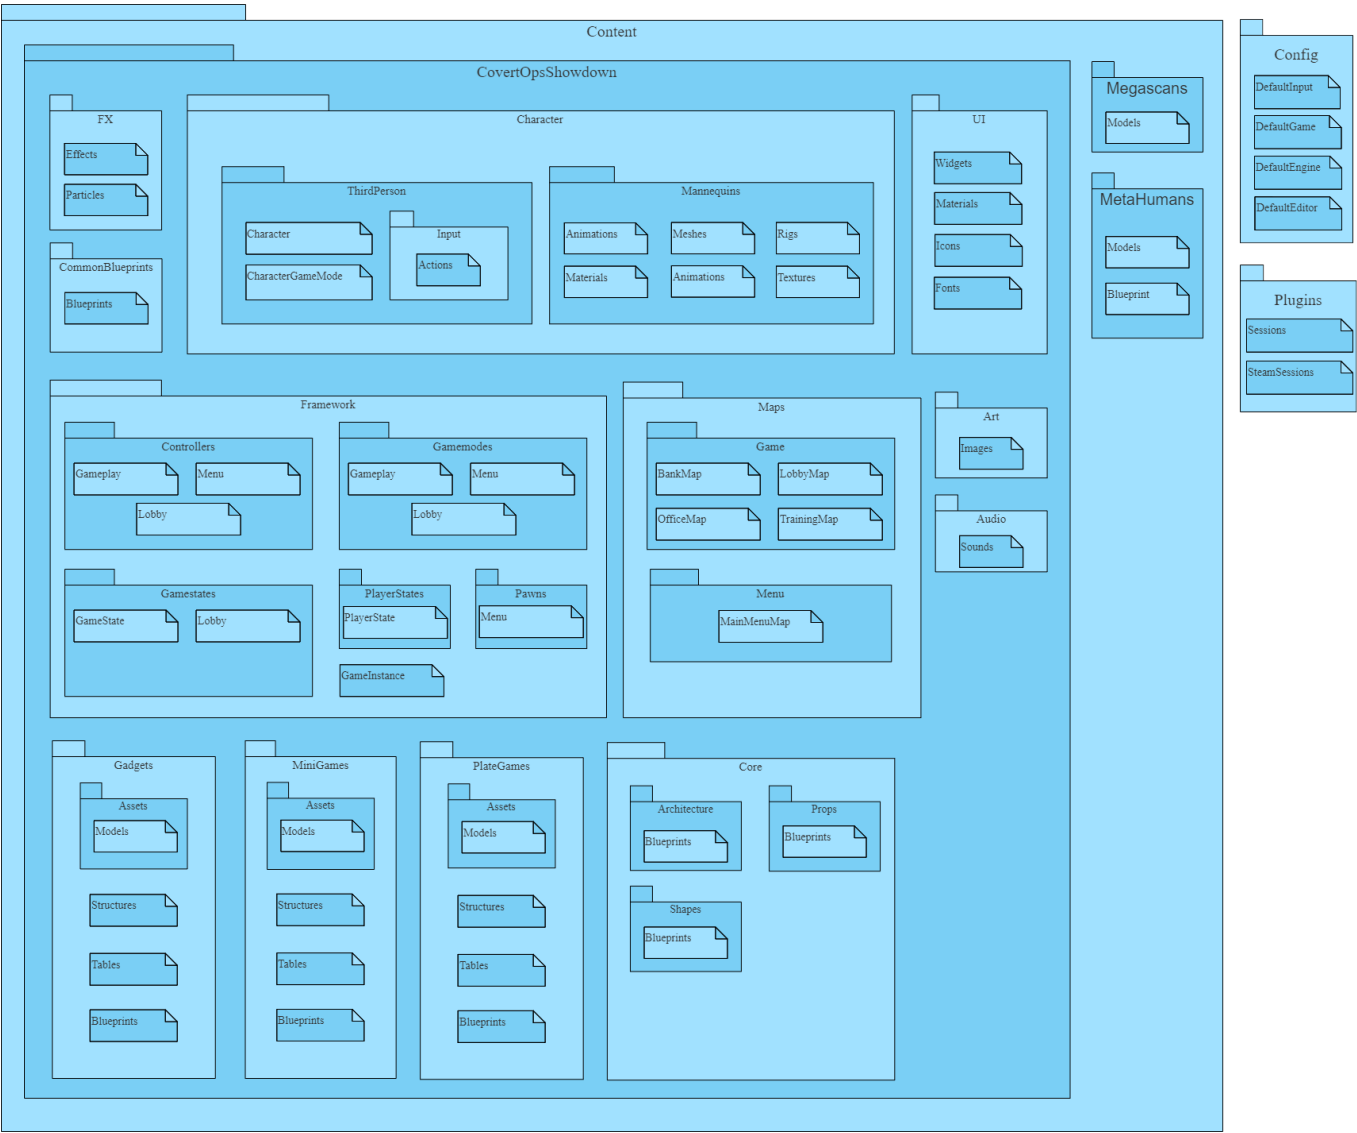 Content
CovertOpsShowdown
FX
Effects
Particles
CommonBlueprints
Blueprints
Character
ThirdPerson
Character
CharacterGameMode
Input
Actions
Mannequins
Animations
Meshes
Rigs
Materials
Animations
Textures
UI
Widgets
Materials
Icons
Fonts
Framework
Controllers
Gameplay
Menu
Lobby
Gamemodes
Gameplay
Menu
Lobby
Gamestates
GameState
Lobby
PlayerStates
PlayerState
Pawns
Menu
GameInstance
Maps
Game
BankMap
LobbyMap
OfficeMap
TrainingMap
Menu
MainMenuMap
Art
Images
Audio
Sounds
Gadgets
Assets
Models
Structures
Tables
Blueprints
MiniGames
Assets
Models
Structures
Tables
Blueprints
PlateGames
Assets
Models
Structures
Tables
Blueprints
Core
Architecture
Blueprints
Props
Blueprints
Shapes
Blueprints
Megascans
Models
MetaHumans
Models
Blueprint
Config
DefaultInput
DefaultGame
DefaultEngine
DefaultEditor
Plugins
Sessions
SteamSessions